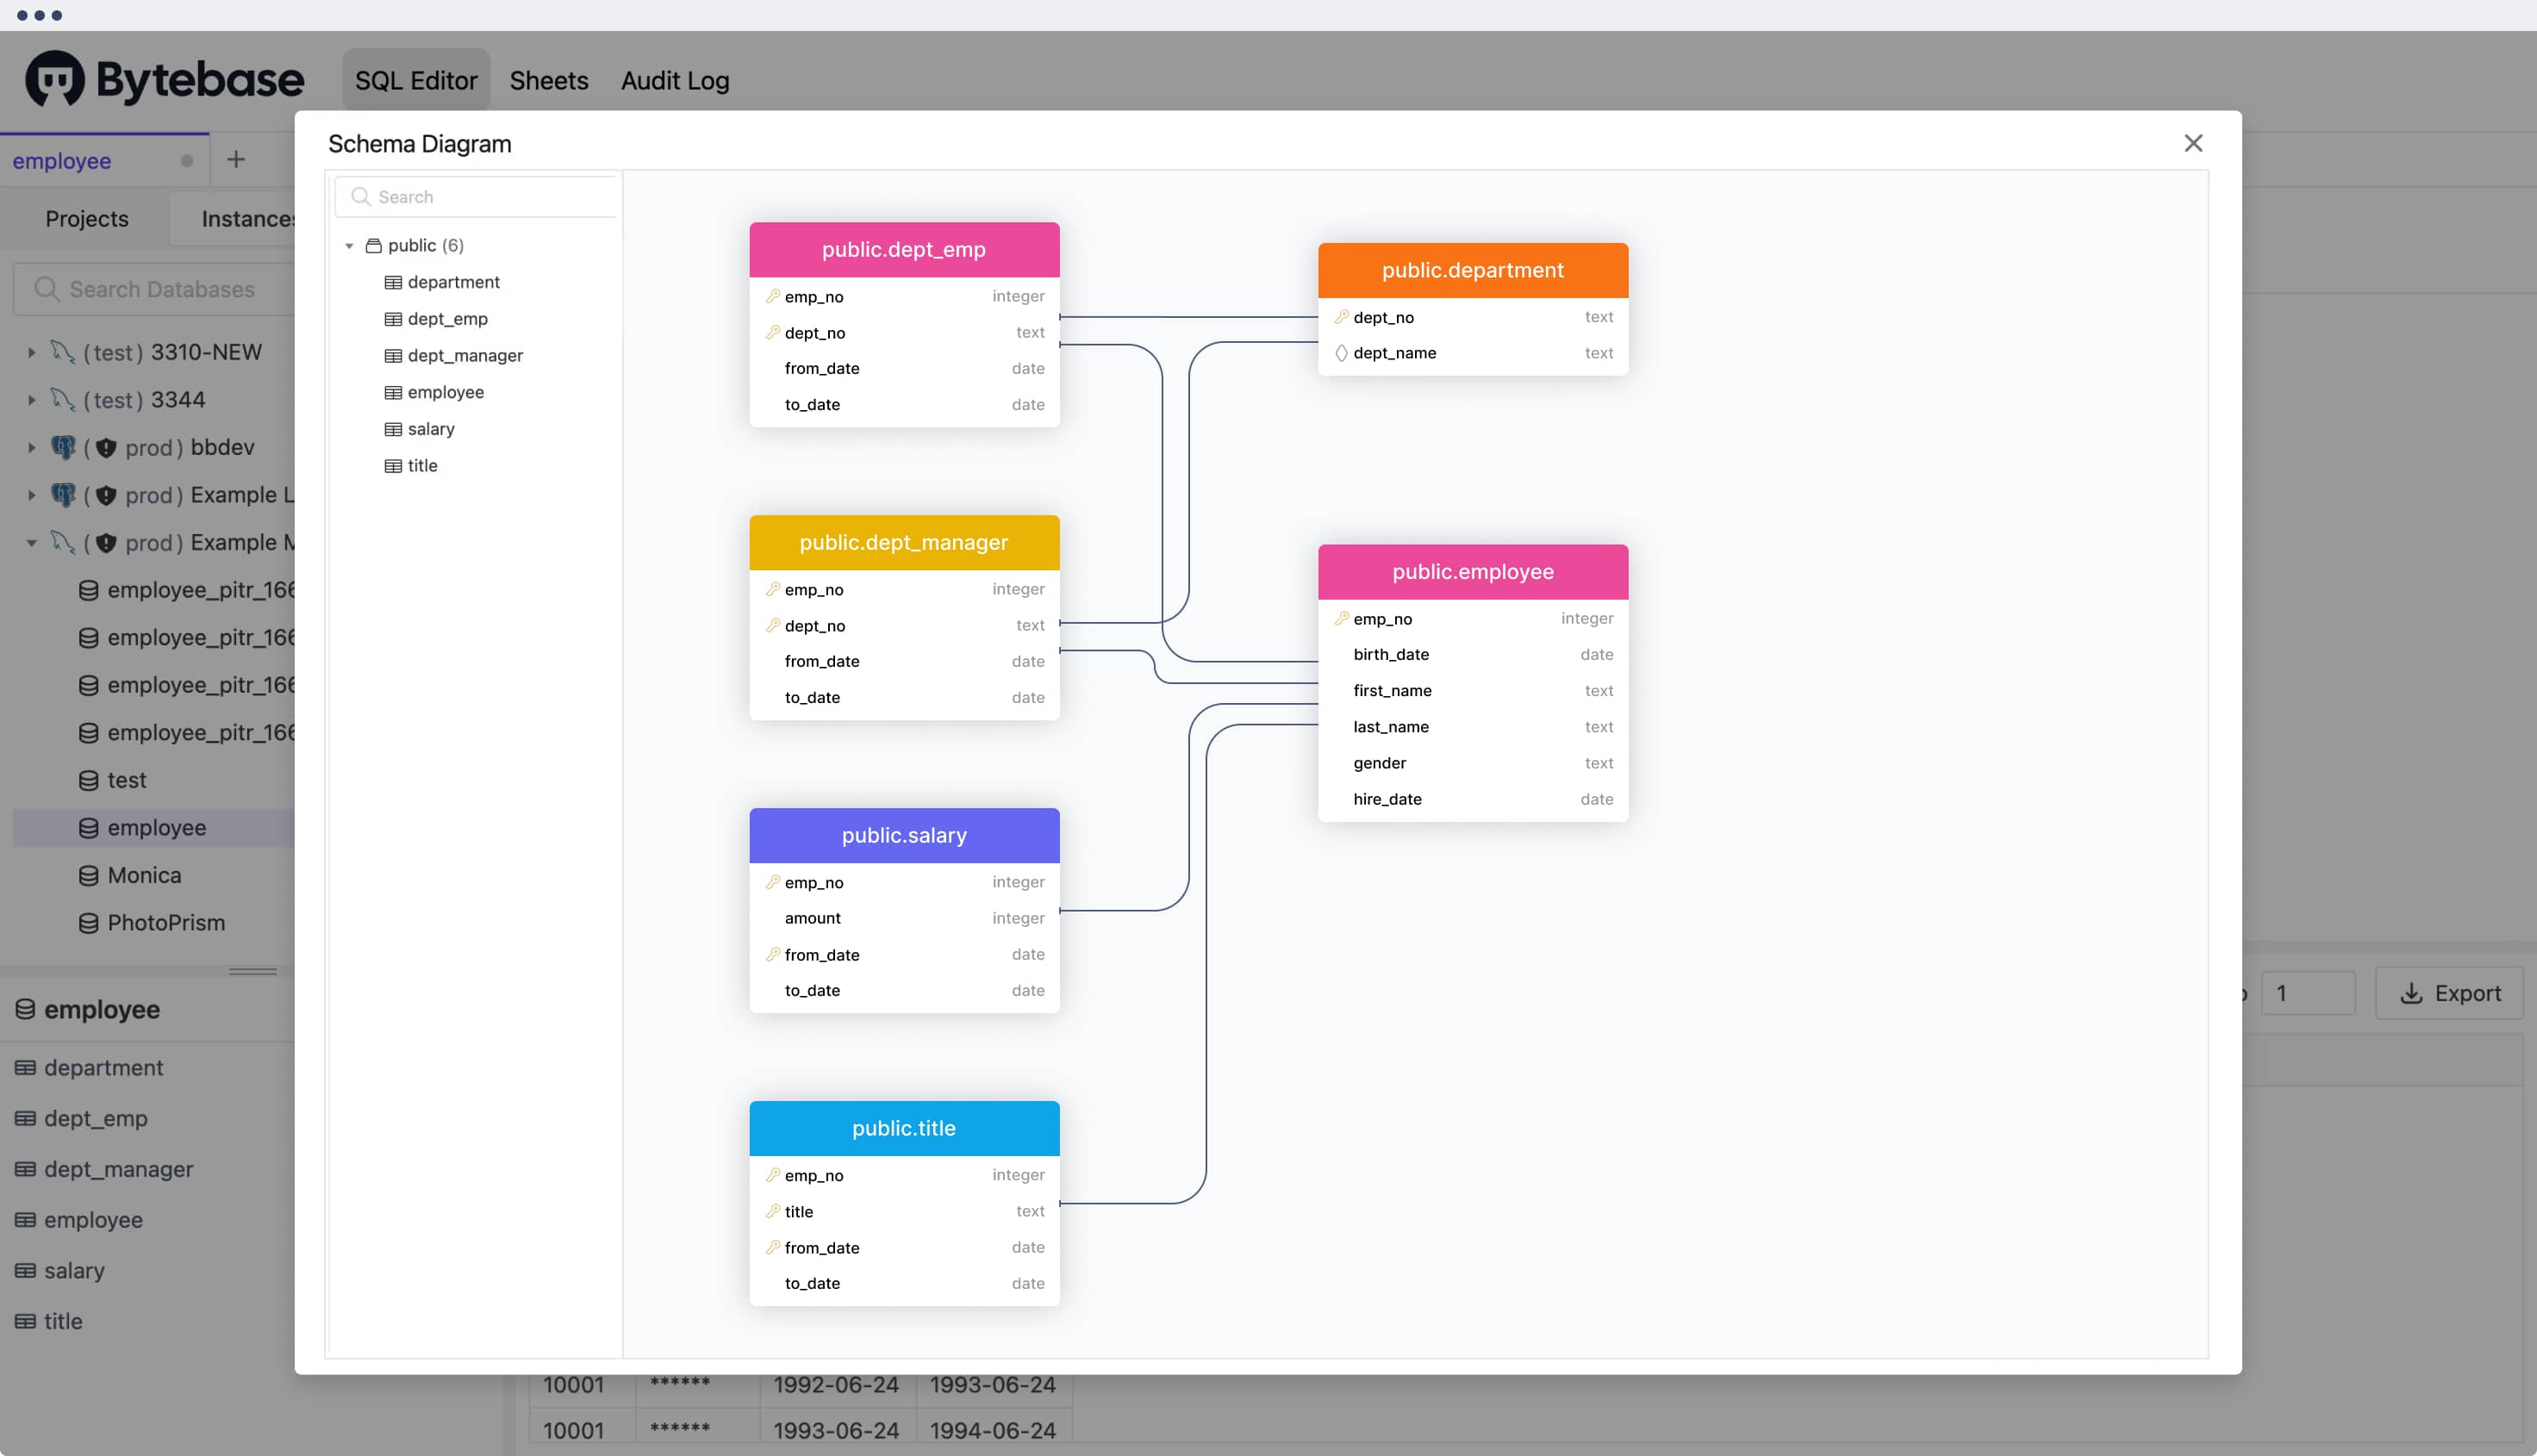 Bytebase
SQL Editor
Sheets
Audit Log
employee
Projects
Instances
Search Databases
(test) 3310-NEW
(test) 3344
(prod) bbdev
(prod) Example L
(prod) Example M
employee_pitr_166
employee_pitr_166
employee_pitr_166
employee_pitr_166
test
employee
Monica
PhotoPrism
employee
department
dept_emp
dept_manager
employee
salary
title
Schema Diagram
Search
public (6)
department
dept_emp
dept_manager
employee
salary
title
public.dept_emp
emp_no integer
dept_no text
from_date date
to_date date
public.department
dept_no text
dept_name text
public.dept_manager
emp_no integer
dept_no text
from_date date
to_date date
public.employee
emp_no integer
birth_date date
first_name text
last_name text
gender text
hire_date date
public.salary
emp_no integer
amount integer
from_date date
to_date date
public.title
emp_no integer
title text
from_date date
to_date date
1
Export
10001 ****** 1992-06-24 1993-06-24
10001 ****** 1993-06-24 1994-06-24